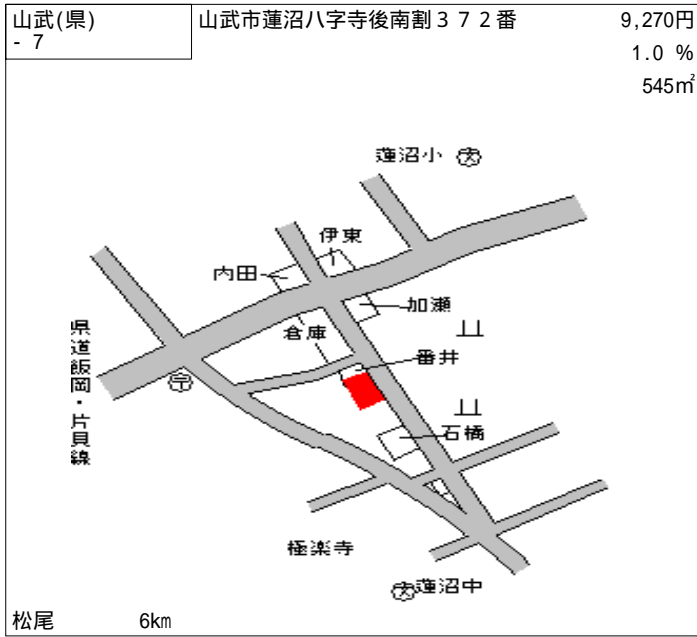 山武(県)
- 7
山武市蓮沼八字寺後南割３７２番
9,270円
1.0 %
545㎡
蓮沼小
伊東
内田
加瀬
倉庫
番井
県道飯岡・片貝線
石橋
極楽寺
蓮沼中
松尾 6km